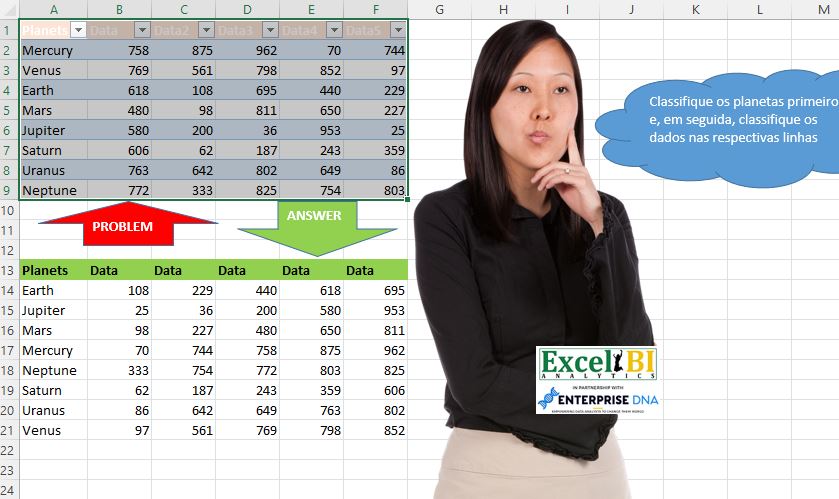 A B C D E F G H I J K L M
1 Planets Data Data2 Data3 Data4 Data5
2 Mercury 758 875 962 70 744
3 Venus 769 561 798 852 97
4 Earth 618 108 695 440 229
5 Mars 480 98 811 650 227
6 Jupiter 580 200 36 953 25
7 Saturn 606 62 187 243 359
8 Uranus 763 642 802 649 86
9 Neptune 772 333 825 754 803
Classifique os planetas primeiro
e, em seguida, classifique os
dados nas respectivas linhas
10
11
12
PROBLEM
ANSWER
13 Planets Data Data Data Data Data
14 Earth 108 229 440 618 695
15 Jupiter 25 36 200 580 953
16 Mars 98 227 480 650 811
17 Mercury 70 744 758 875 962
18 Neptune 333 754 772 803 825
19 Saturn 62 187 243 359 606
20 Uranus 86 642 649 763 802
21 Venus 97 561 769 798 852
22
23
24
Excel BI
ANALYTICS
IN PARTNERSHIP WITH
ENTERPRISE DNA
EMPOWERING DATA ANALYSTS TO CHANGE THEIR WORLD